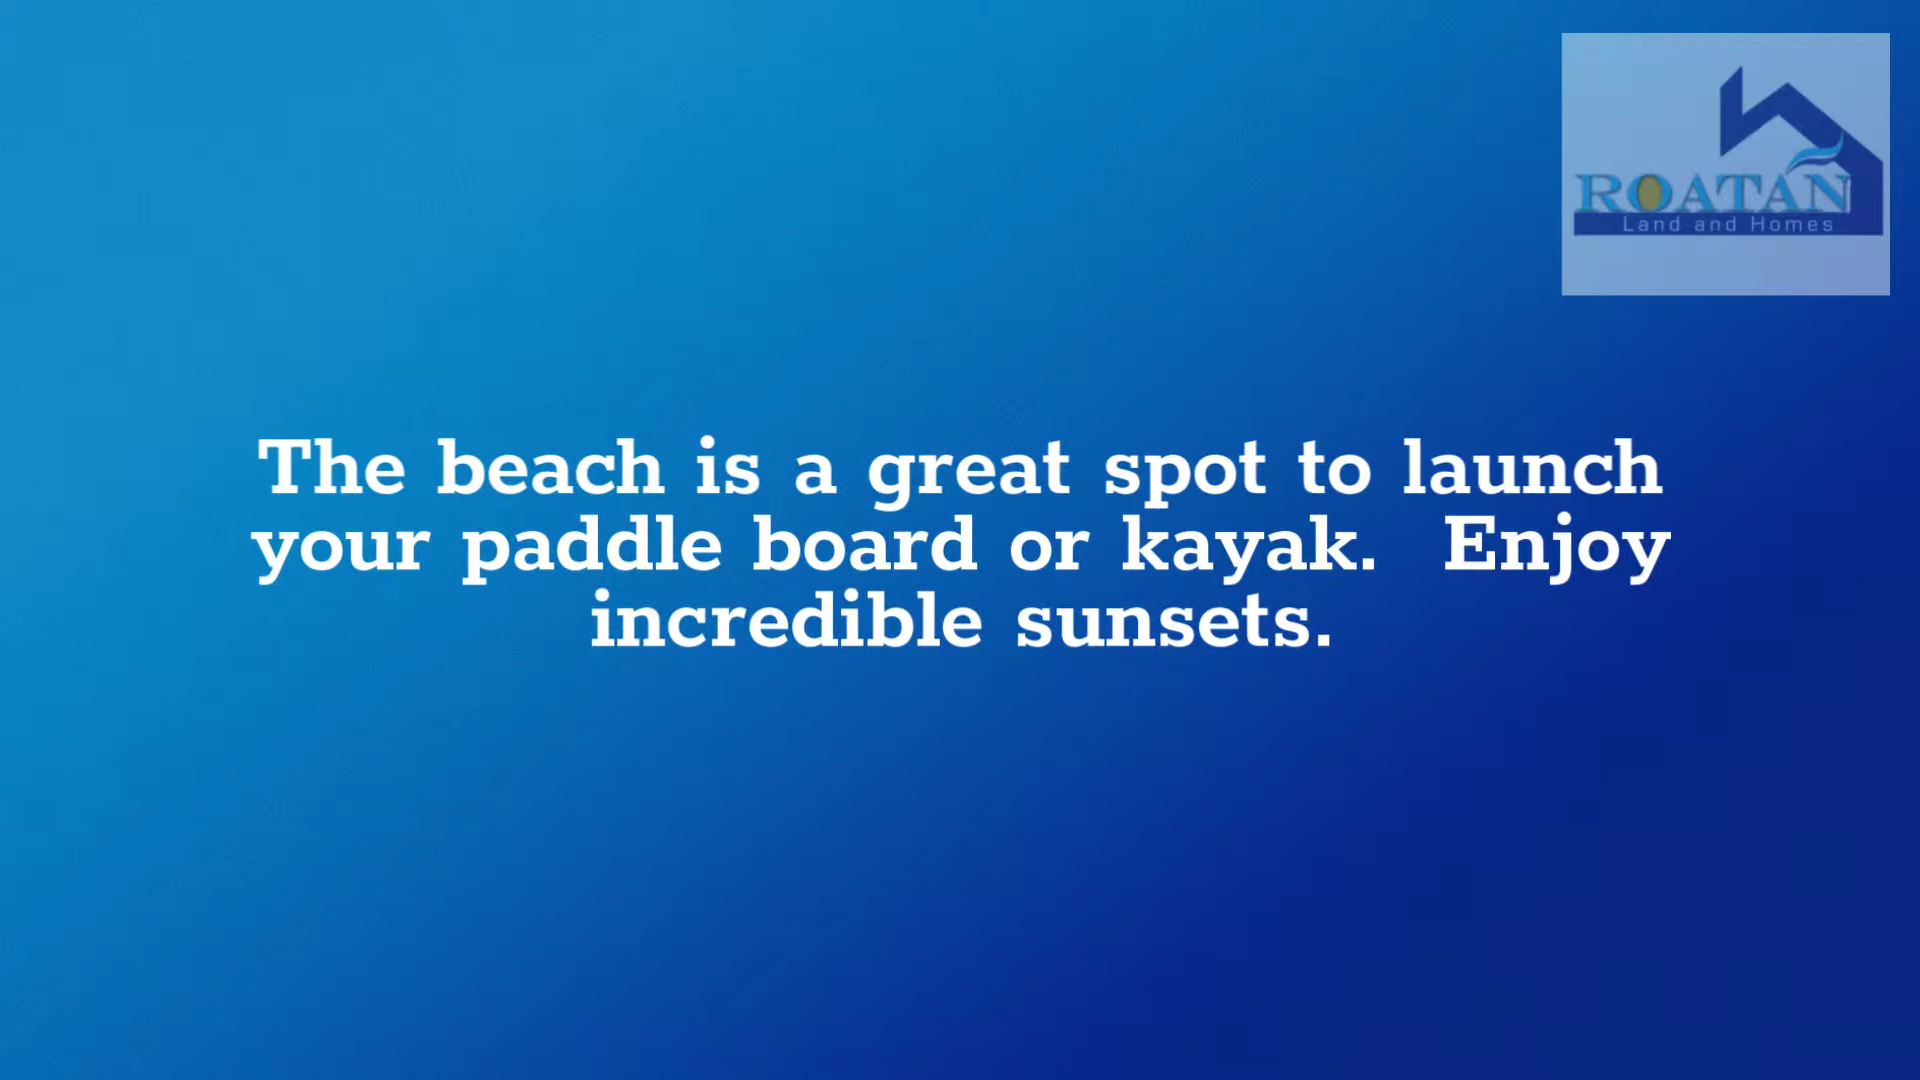 ROATAN
Land and Homes
The beach is a great spot to launch
your paddle board or kayak.  Enjoy
incredible sunsets.